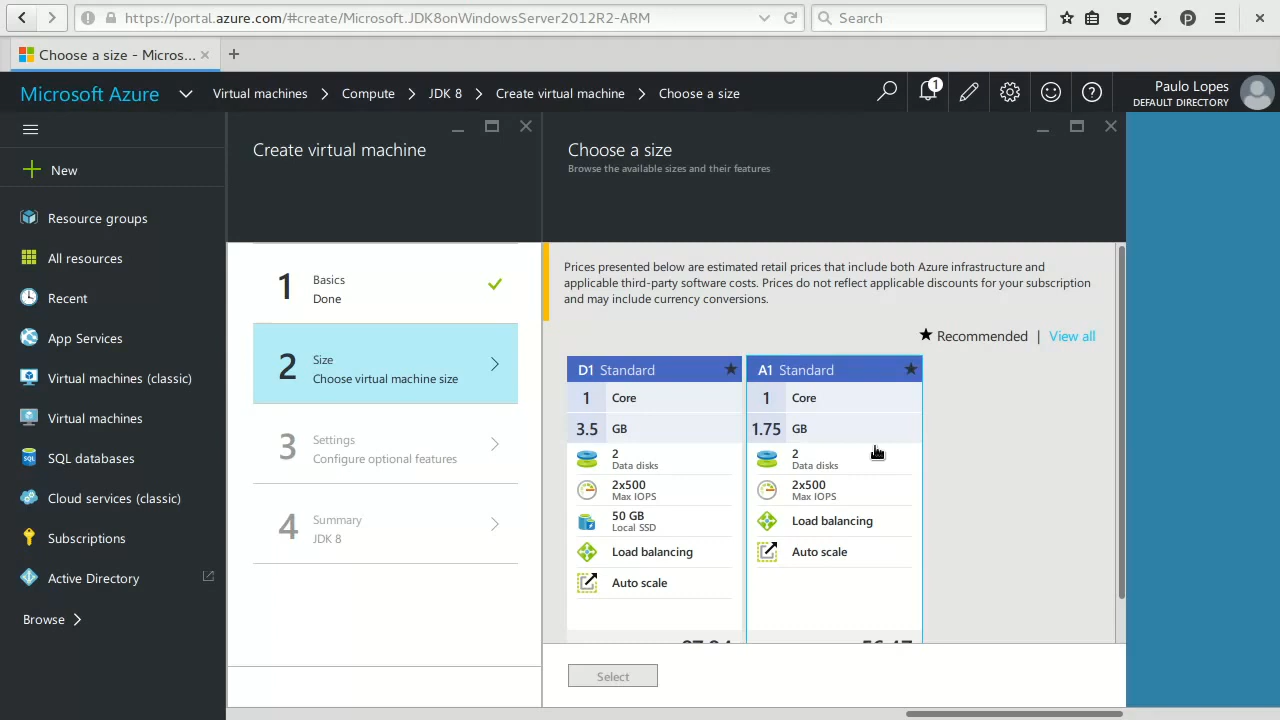 https://portal.azure.com/#create/Microsoft.JDK8onWindowsServer2012R2-ARM
Search
Choose a size - Micros...
Microsoft Azure
Virtual machines > Compute > JDK 8 > Create virtual machine > Choose a size
1
Paulo Lopes
DEFAULT DIRECTORY
New
Resource groups
All resources
Recent
App Services
Virtual machines (classic)
Virtual machines
SQL databases
Cloud services (classic)
Subscriptions
Active Directory
Browse >
Create virtual machine
1
Basics
Done
2
Size
Choose virtual machine size
3
Settings
Configure optional features
4
Summary
JDK 8
Choose a size
Browse the available sizes and their features
Prices presented below are estimated retail prices that include both Azure infrastructure and
applicable third-party software costs. Prices do not reflect applicable discounts for your subscription
and may include currency conversions.
★ Recommended | View all
D1 Standard
1 Core
3.5 GB
2
Data disks
2x500
Max IOPS
50 GB
Local SSD
Load balancing
Auto scale
A1 Standard
1 Core
1.75 GB
2
Data disks
2x500
Max IOPS
Load balancing
Auto scale
Select